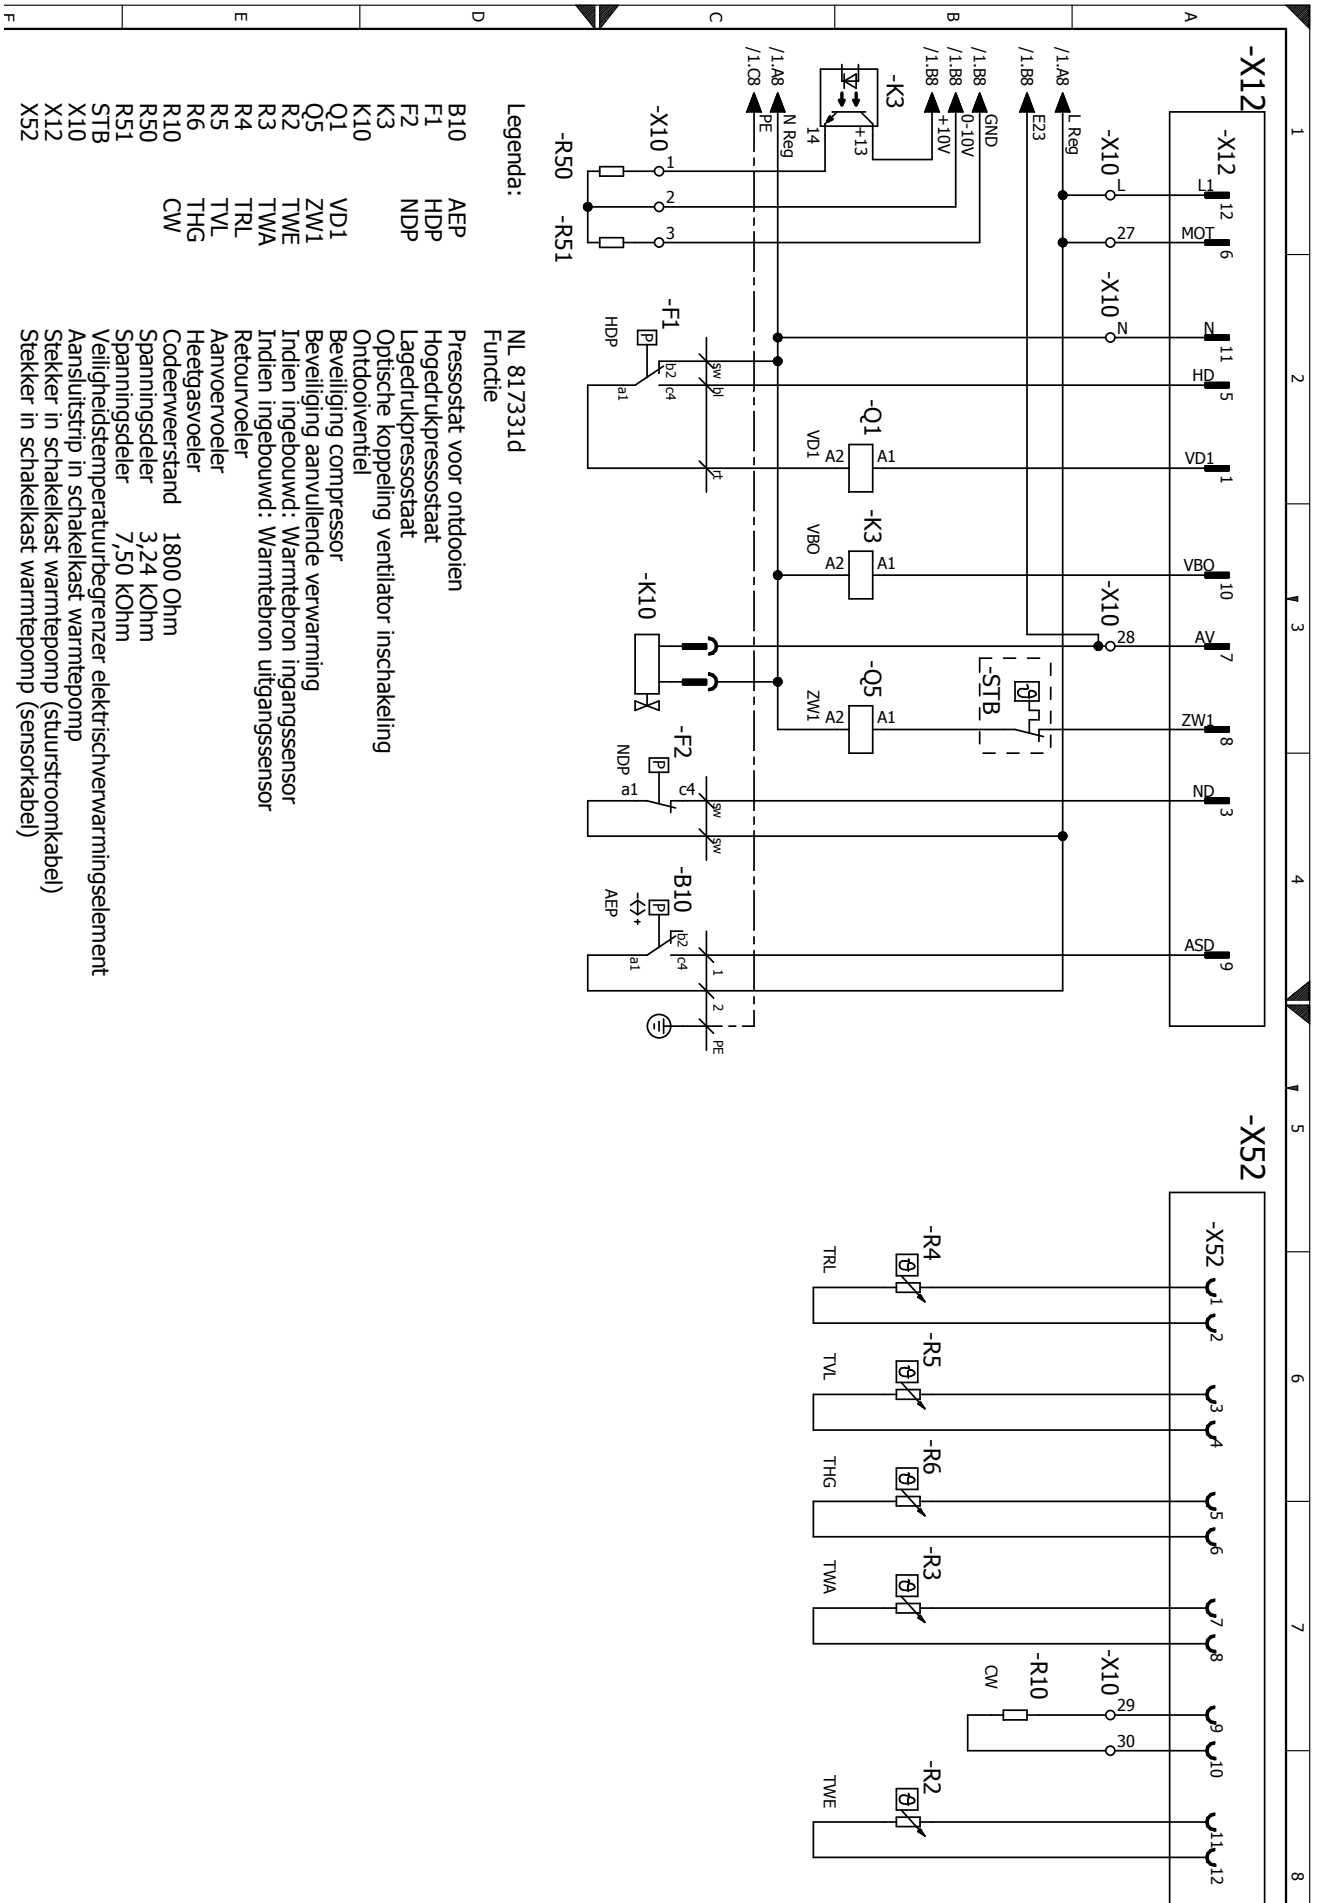 1 2 3 4 5 6 7 8
A
B
C
D
E
F
-X12
-X12
L1 12
MOT 6
N 11
HD 5
VD1 1
VBO 10
AV 7
ZW1 8
ND 3
ASD 9
-X10 L 27
-X10 N
-X10 28
/1.A8 L Reg
/1.B8 E23
/1.B8 GND
/1.B8 0-10V
/1.B8 +10V
/1.A8 N Reg
/1.C8 PE
-K3
+13
14
-X10 1 2 3
-R50
-R51
-STB
-Q1
A1
A2
VD1
-K3
A1
A2
VBO
-Q5
A1
A2
ZW1
-K10
-F1
P
HDP
b2 c4
a1
sw bl rt
-F2
P
NDP
c4
a1
sw sw
-B10
P
AEP
b2 c4
a1
1 2 PE
-X52
-X52
1 2 3 4 5 6 7 8 9 10 11 12
-R4
TRL
-R5
TVL
-R6
THG
-R3
TWA
-X10 29 30
-R10
CW
-R2
TWE
Legenda:
NL 817331d
Functie
B10 AEP Pressostat voor ontdooien
F1 HDP Hogedrukpressostaat
F2 NDP Lagedrukpressostaat
K3 Optische koppeling ventilator inschakeling
K10 Ontdooiventiel
Q1 VD1 Beveiliging compressor
Q5 ZW1 Beveiliging aanvullende verwarming
R2 TWE Indien ingebouwd: Warmtebron ingangssensor
R3 TWA Indien ingebouwd: Warmtebron uitgangssensor
R4 TRL Retourvoeler
R5 TVL Aanvoervoeler
R6 THG Heetgasvoeler
R10 CW Codeerweerstand 1800 Ohm
R50 Spanningsdeler 3,24 kOhm
R51 Spanningsdeler 7,50 kOhm
STB Veiligheidstemperatuurbegrenzer elektrischverwarmingselement
X10 Aansluitstrip in schakelkast warmtepomp
X12 Stekker in schakelkast warmtepomp (stuurstroomkabel)
X52 Stekker in schakelkast warmtepomp (sensorkabel)